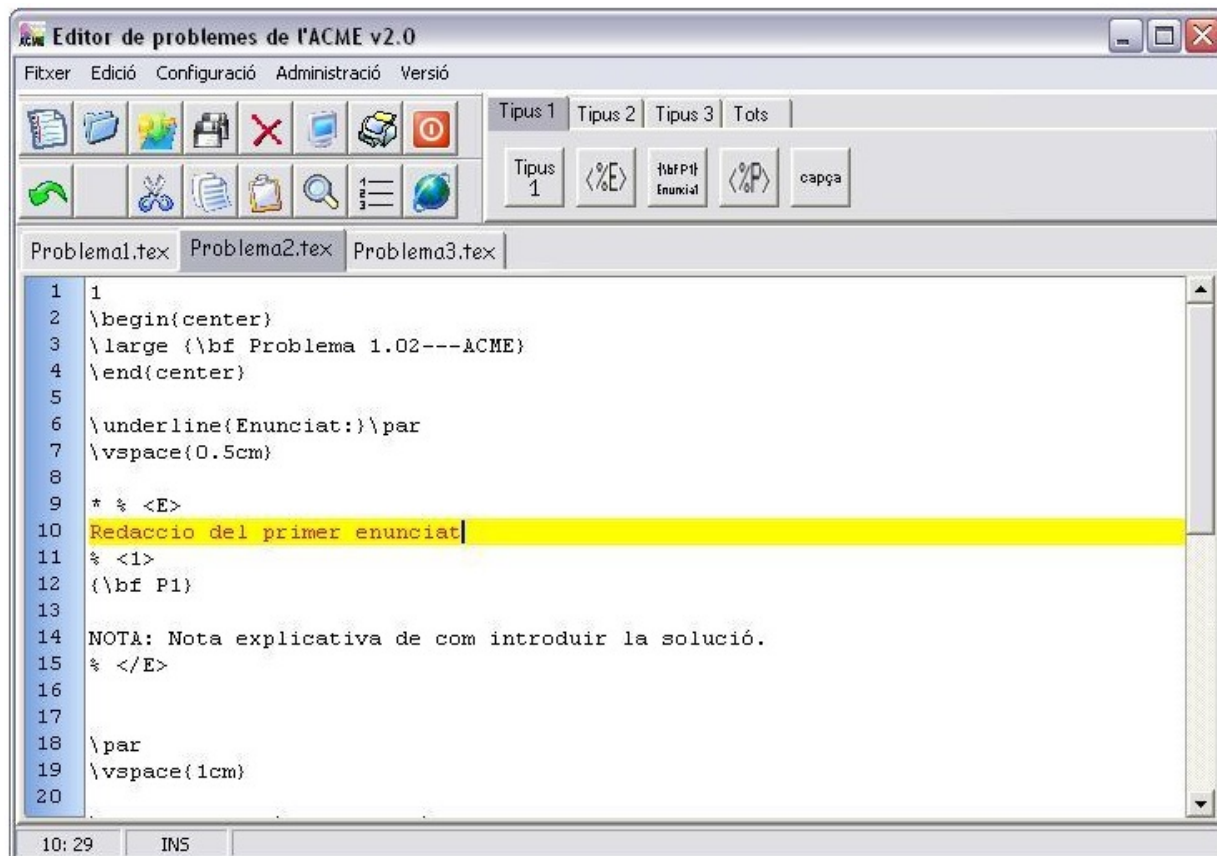 Editor de problemes de l'ACME v2.0
Fitxer Edició Configuració Administració Versió
Tipus 1 Tipus 2 Tipus 3 Tots
Tipus 1 <%E> {\bf P1} Enunciat <%P> capça
Problema1.tex Problema2.tex Problema3.tex
1 1
2 \begin{center}
3 \large {\bf Problema 1.02---ACME}
4 \end{center}
5
6 \underline{Enunciat:}\par
7 \vspace{0.5cm}
8
9 * % <E>
10 Redaccio del primer enunciat
11 % <1>
12 {\bf P1}
13
14 NOTA: Nota explicativa de com introduir la solució.
15 % </E>
16
17
18 \par
19 \vspace{1cm}
20
10: 29 INS